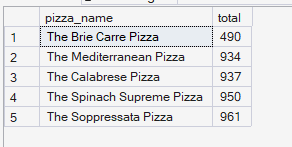 pizza_name total
1 The Brie Carre Pizza 490
2 The Mediterranean Pizza 934
3 The Calabrese Pizza 937
4 The Spinach Supreme Pizza 950
5 The Soppressata Pizza 961